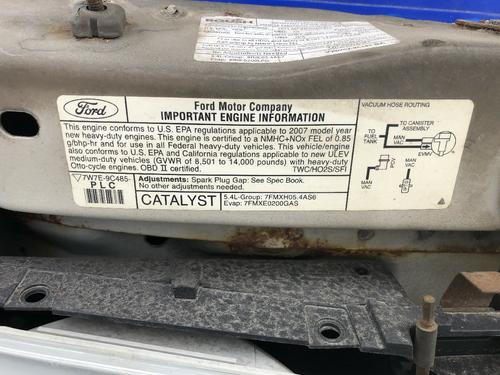 ROUSH
Ford
Ford Motor Company
IMPORTANT ENGINE INFORMATION
This engine conforms to U.S. EPA regulations applicable to 2007 model year
new heavy-duty engines. This engine is certified to a NMHC+NOx FEL of 0.85
g/bhp-hr and for use in all Federal heavy-duty vehicles. This vehicle/engine
also conforms to U.S. EPA and California regulations applicable to new ULEV
medium-duty vehicles (GVWR of 8,501 to 14,000 pounds) with heavy-duty
Otto-cycle engines. OBD II certified. TWC/HO2S/SFI
7W7E-9C485-
PLC
Adjustments: Spark Plug Gap: See Spec Book.
No other adjustments needed.
CATALYST
5.4L-Group: 7FMXH05.4AS6
Evap: 7FMXE0200GAS
VACUUM HOSE ROUTING
TO FUEL TANK
TO CANISTER
ASSEMBLY
MAN
VAC
EVMV
PCV
MAN
VAC
MAN
VAC